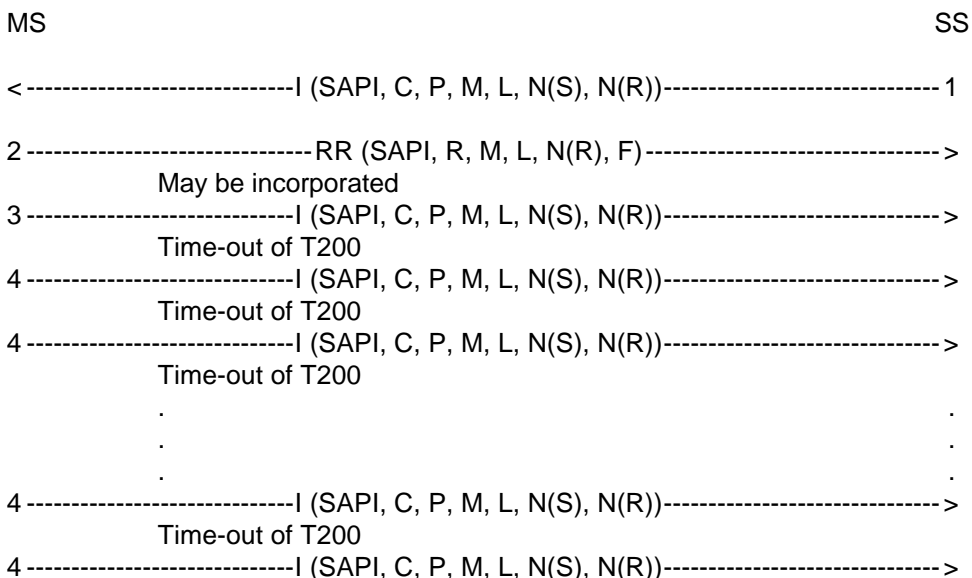 MS SS
< ------------------------------I (SAPI, C, P, M, L, N(S), N(R))------------------------------- 1
2 --------------------------------RR (SAPI, R, M, L, N(R), F)--------------------------------- >
May be incorporated
3 ------------------------------I (SAPI, C, P, M, L, N(S), N(R))------------------------------- >
Time-out of T200
4 ------------------------------I (SAPI, C, P, M, L, N(S), N(R))------------------------------- >
Time-out of T200
4 ------------------------------I (SAPI, C, P, M, L, N(S), N(R))------------------------------- >
Time-out of T200
. .
. .
. .
4 ------------------------------I (SAPI, C, P, M, L, N(S), N(R))------------------------------- >
Time-out of T200
4 ------------------------------I (SAPI, C, P, M, L, N(S), N(R))------------------------------- >